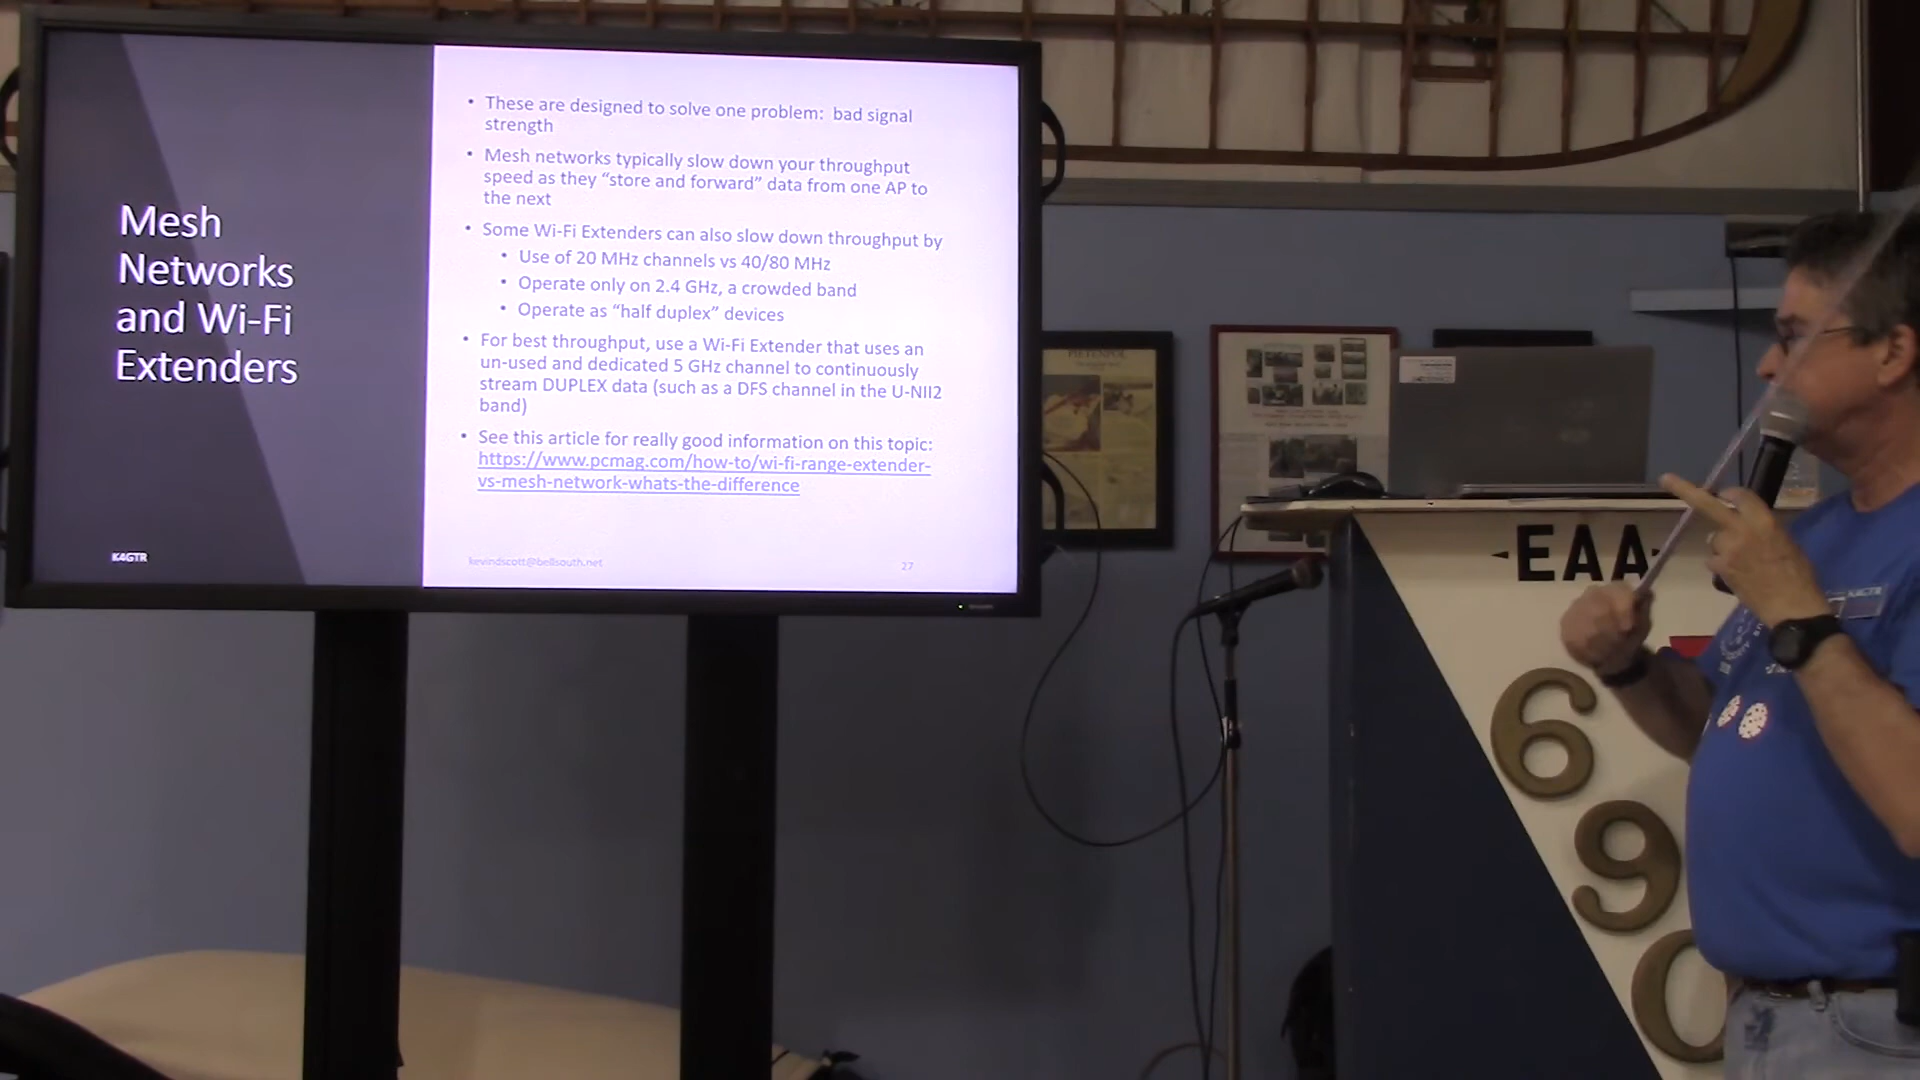 Mesh
Networks
and Wi-Fi
Extenders
K4GTR
• These are designed to solve one problem: bad signal
strength
• Mesh networks typically slow down your throughput
speed as they “store and forward” data from one AP to
the next
• Some Wi-Fi Extenders can also slow down throughput by
• Use of 20 MHz channels vs 40/80 MHz
• Operate only on 2.4 GHz, a crowded band
• Operate as “half duplex” devices
• For best throughput, use a Wi-Fi Extender that uses an
un-used and dedicated 5 GHz channel to continuously
stream DUPLEX data (such as a DFS channel in the U-NII2
band)
• See this article for really good information on this topic:
https://www.pcmag.com/how-to/wi-fi-range-extender-
vs-mesh-network-whats-the-difference
kevindscott@bellsouth.net
27
PIETENPOL
EAA
690
K4GTR